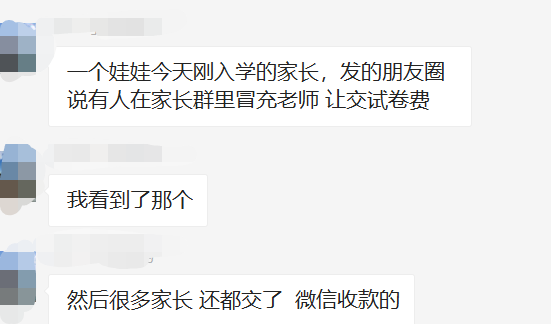 一个娃娃今天刚入学的家长，发的朋友圈
说有人在家长群里冒充老师 让交试卷费
我看到了那个
然后很多家长 还都交了 微信收款的